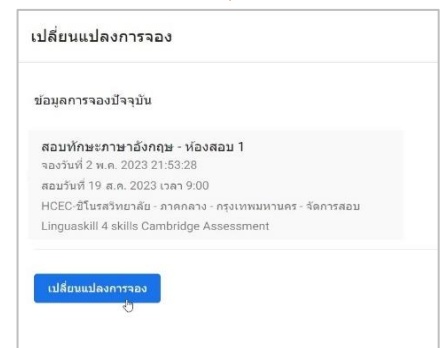 เปลี่ยนแปลงการจอง
ข้อมูลการจองปัจจุบัน
สอบทักษะภาษาอังกฤษ - ห้องสอบ 1
จองวันที่ 2 พ.ค. 2023 21:53:28
สอบวันที่ 19 ส.ค. 2023 เวลา 9:00
HCEC-ชิโนรสวิทยาลัย - ภาคกลาง - กรุงเทพมหานคร - จัดการสอบ
Linguaskill 4 skills Cambridge Assessment
เปลี่ยนแปลงการจอง